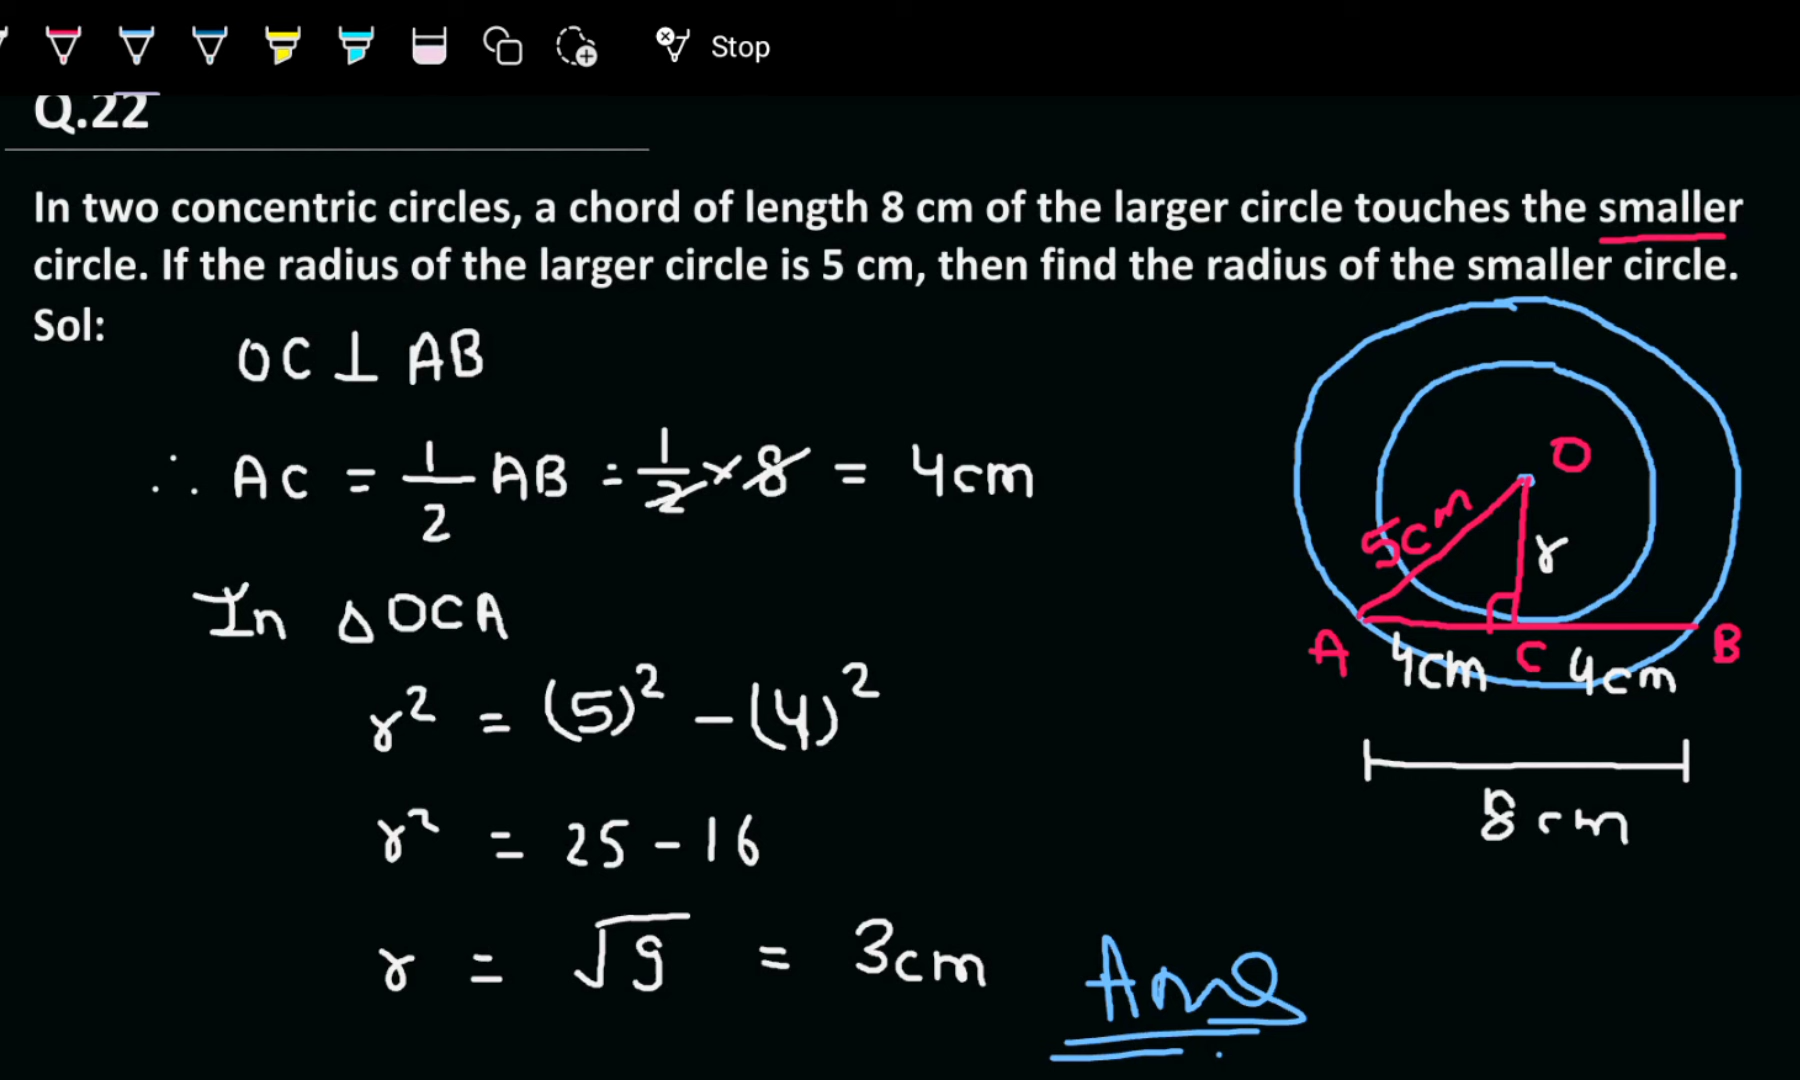 Stop
Q.22
In two concentric circles, a chord of length 8 cm of the larger circle touches the smaller
circle. If the radius of the larger circle is 5 cm, then find the radius of the smaller circle.
Sol:
OC ⊥ AB
∴ AC = 1/2 AB = 1/2 × 8 = 4cm
In △OCA
r² = (5)² - (4)²
r² = 25 - 16
r = √9 = 3cm
Ans
O
5cm
r
A
4cm
C
4cm
B
8cm